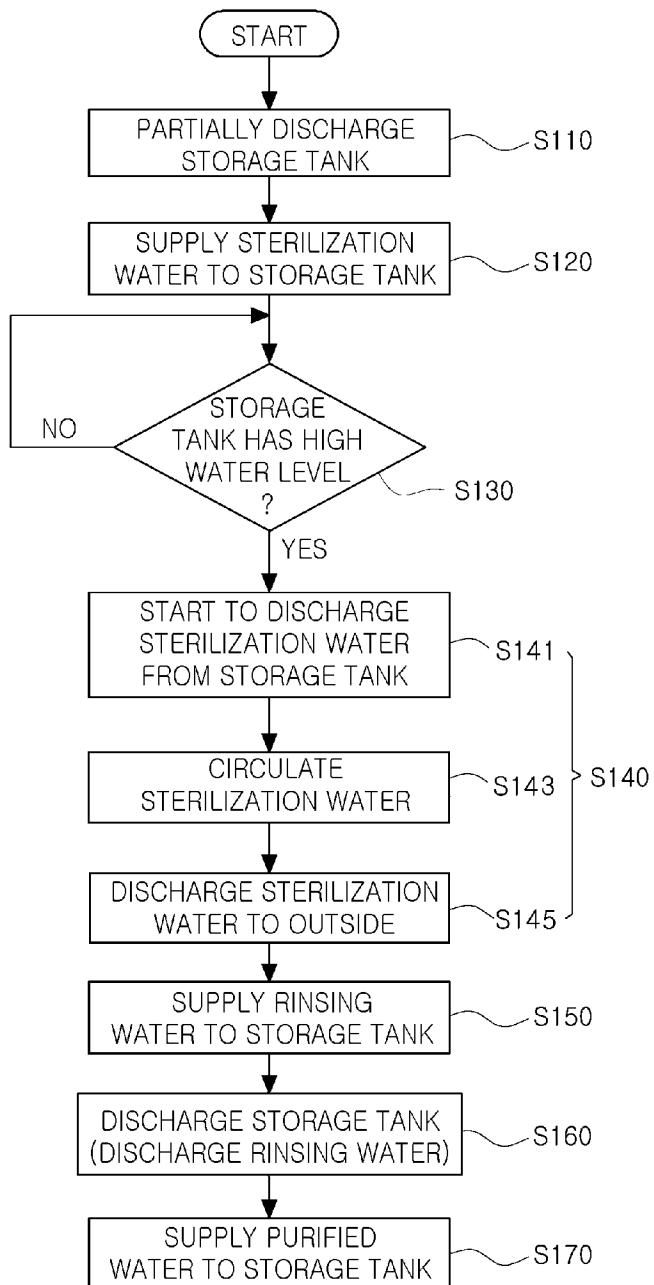 START
PARTIALLY DISCHARGE
STORAGE TANK
S110
SUPPLY STERILIZATION
WATER TO STORAGE TANK
S120
STORAGE
TANK HAS HIGH
WATER LEVEL
?
NO
S130
YES
START TO DISCHARGE
STERILIZATION WATER
FROM STORAGE TANK
S141
CIRCULATE
STERILIZATION WATER
S143
S140
DISCHARGE STERILIZATION
WATER TO OUTSIDE
S145
SUPPLY RINSING
WATER TO STORAGE TANK
S150
DISCHARGE STORAGE TANK
(DISCHARGE RINSING WATER)
S160
SUPPLY PURIFIED
WATER TO STORAGE TANK
S170